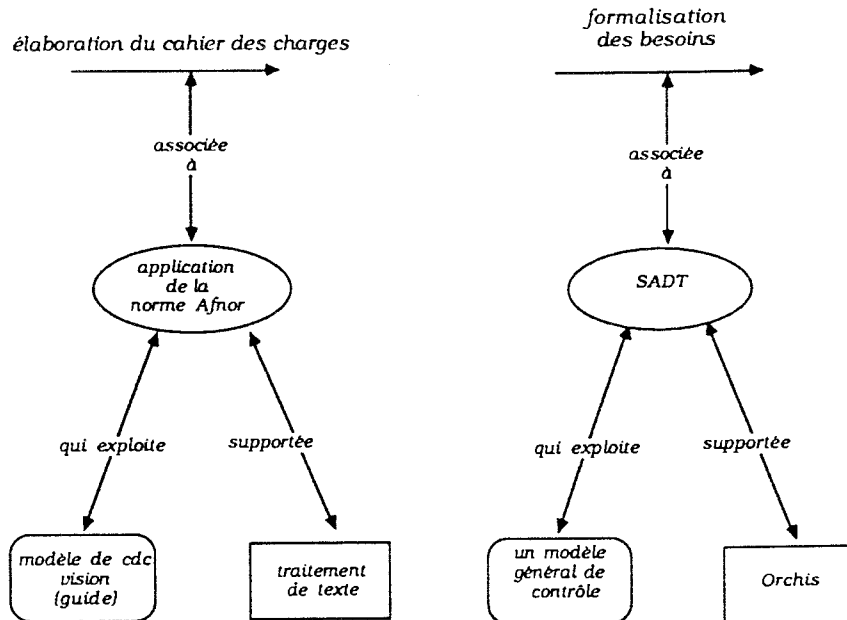 élaboration du cahier des charges
associée
à
application
de la
norme Afnor
qui exploite
supportée
modèle de cdc
vision
(guide)
traitement
de texte
formalisation
des besoins
associée
à
SADT
qui exploite
supportée
un modèle
général de
contrôle
Orchis